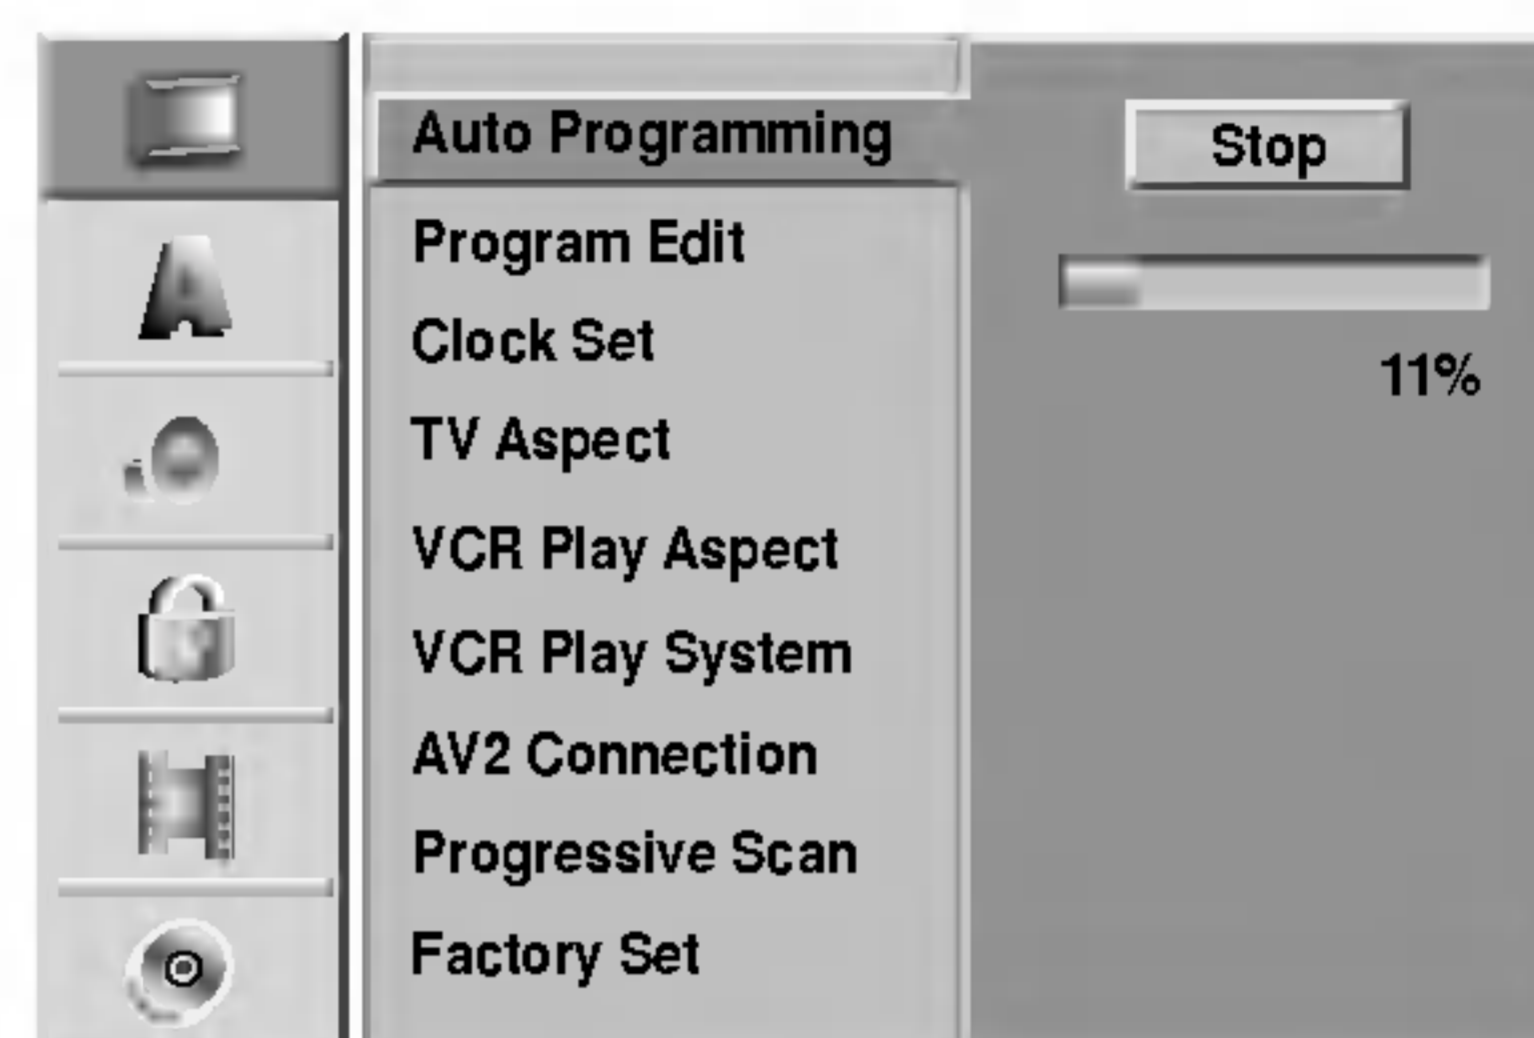 Auto Programming
Program Edit
Clock Set
TV Aspect
VCR Play Aspect
VCR Play System
AV2 Connection
Progressive Scan
Factory Set
Stop
11%